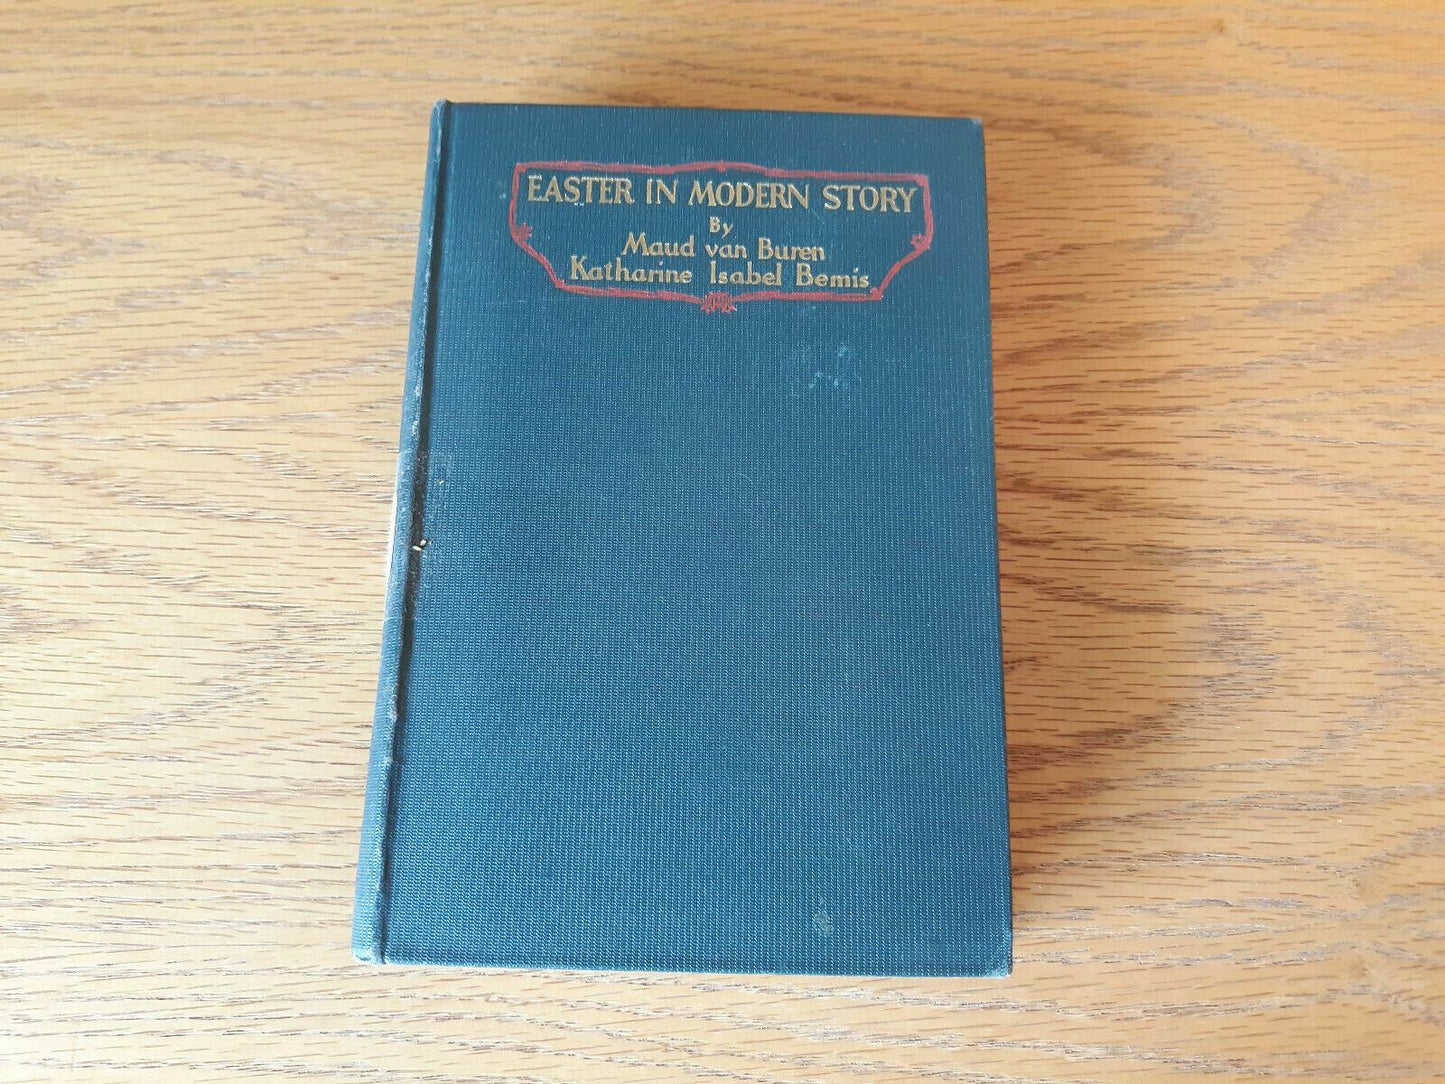 EASTER IN MODERN STORY
By
Maud van Buren
Katharine Isabel Bemis